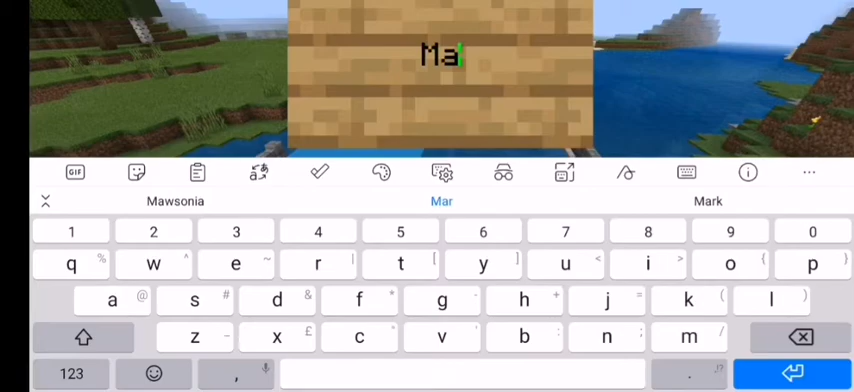 Ma
GIF
Mawsonia Mar Mark
1 2 3 4 5 6 7 8 9 0
q % w ^ e ~ r | t [ y ] u < i > o { p }
a @ s # d & f * g - h + j = k ( l )
z _ x £ c " v ' b : n ; m /
123 , . ,!?